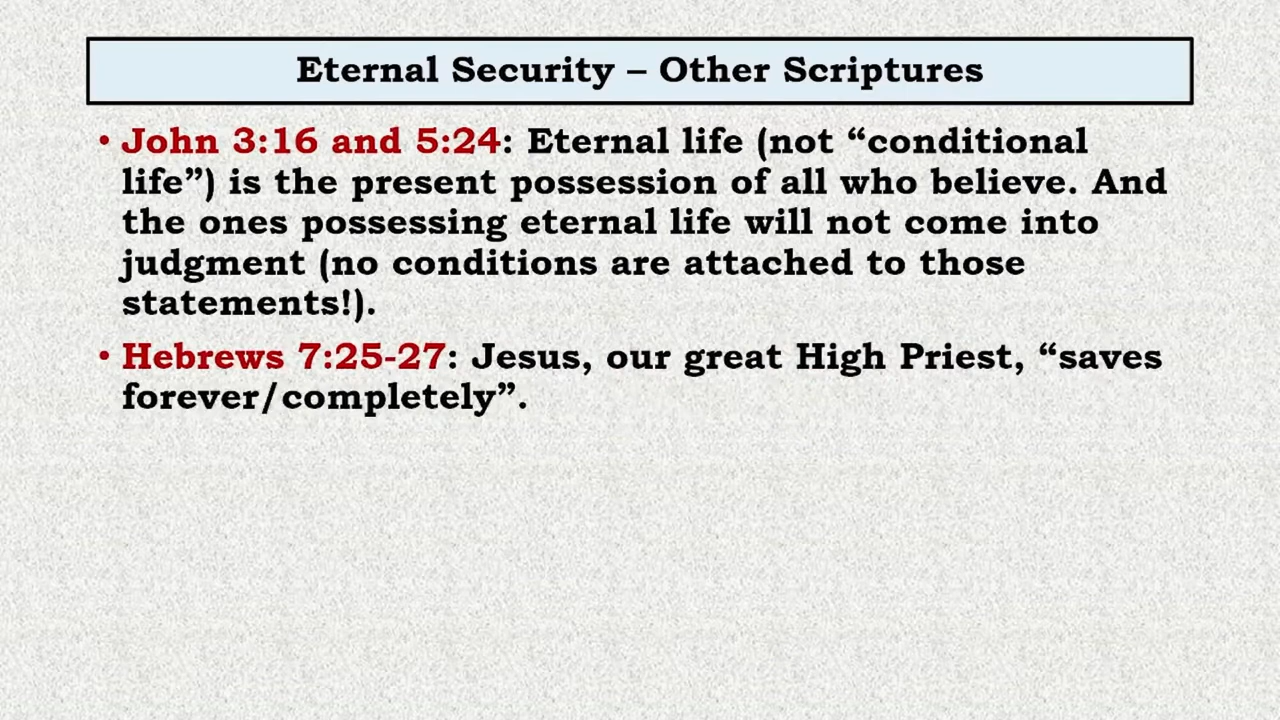 Eternal Security – Other Scriptures
• John 3:16 and 5:24: Eternal life (not “conditional
life”) is the present possession of all who believe. And
the ones possessing eternal life will not come into
judgment (no conditions are attached to those
statements!).
• Hebrews 7:25-27: Jesus, our great High Priest, “saves
forever/completely”.